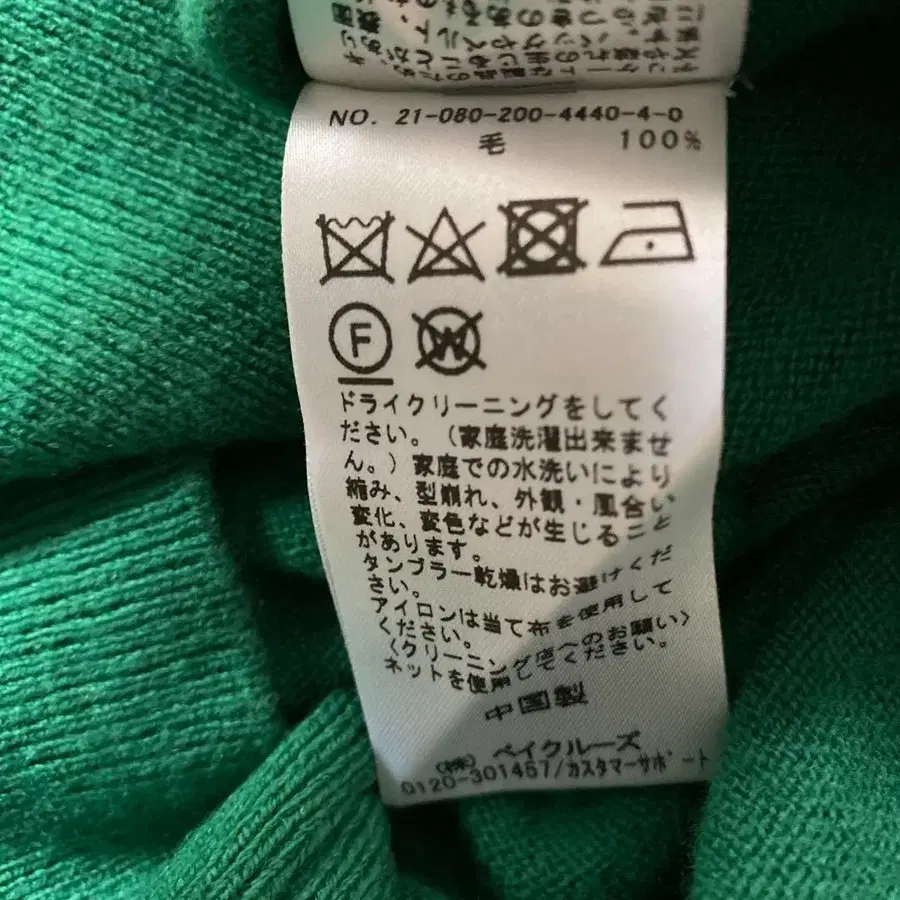 NO. 21-080-200-4440-4-0
毛 100%
F W
ドライクリーニングをしてく
ださい。(家庭洗濯出来ませ
ん。)家庭での水洗いにより
縮み、型崩れ、外観・風合い
変化、変色などが生じること
があります。
タンブラー乾燥はお避けくだ
さい。
アイロンは当て布を使用して
ください。
〈クリーニング店へのお願い〉
ネットを使用してください。
中国製
(株) ベイクルーズ
0120-301457/カスタマーサポート